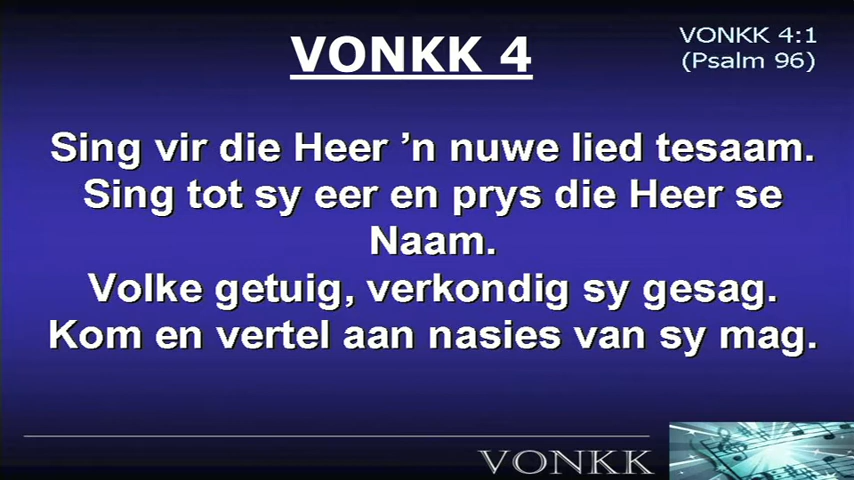 VONKK 4
VONKK 4:1
(Psalm 96)
Sing vir die Heer ’n nuwe lied tesaam.
Sing tot sy eer en prys die Heer se
Naam.
Volke getuig, verkondig sy gesag.
Kom en vertel aan nasies van sy mag.
VONKK